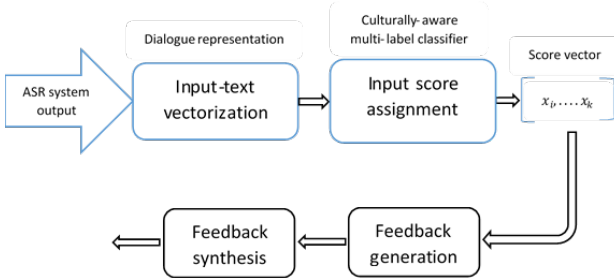 Dialogue representation
Culturally-aware
multi-label classifier
Score vector
ASR system
output
Input-text
vectorization
Input score
assignment
x_i, .... x_k
Feedback
synthesis
Feedback
generation